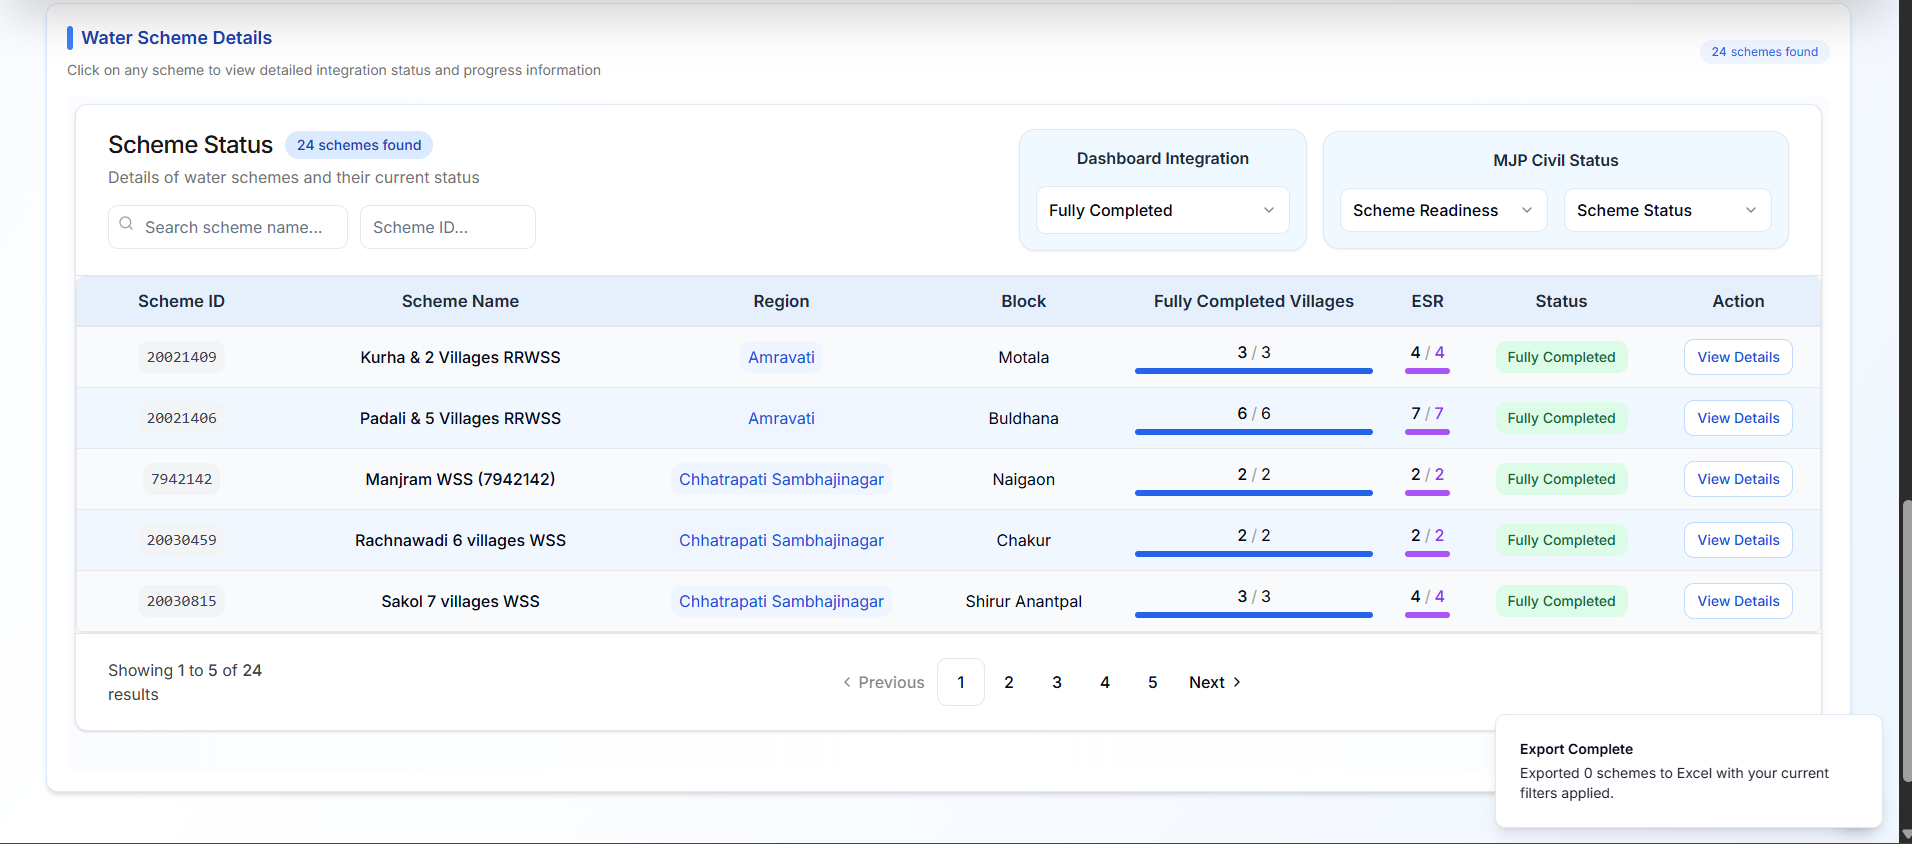 Water Scheme Details
Click on any scheme to view detailed integration status and progress information
24 schemes found
Scheme Status
24 schemes found
Details of water schemes and their current status
Search scheme name...
Scheme ID...
Dashboard Integration
Fully Completed
MJP Civil Status
Scheme Readiness
Scheme Status
Scheme ID Scheme Name Region Block Fully Completed Villages ESR Status Action
20021409 Kurha & 2 Villages RRWSS Amravati Motala 3 / 3 4 / 4 Fully Completed View Details
20021406 Padali & 5 Villages RRWSS Amravati Buldhana 6 / 6 7 / 7 Fully Completed View Details
7942142 Manjram WSS (7942142) Chhatrapati Sambhajinagar Naigaon 2 / 2 2 / 2 Fully Completed View Details
20030459 Rachnawadi 6 villages WSS Chhatrapati Sambhajinagar Chakur 2 / 2 2 / 2 Fully Completed View Details
20030815 Sakol 7 villages WSS Chhatrapati Sambhajinagar Shirur Anantpal 3 / 3 4 / 4 Fully Completed View Details
Showing 1 to 5 of 24
results
Previous 1 2 3 4 5 Next
Export Complete
Exported 0 schemes to Excel with your current
filters applied.